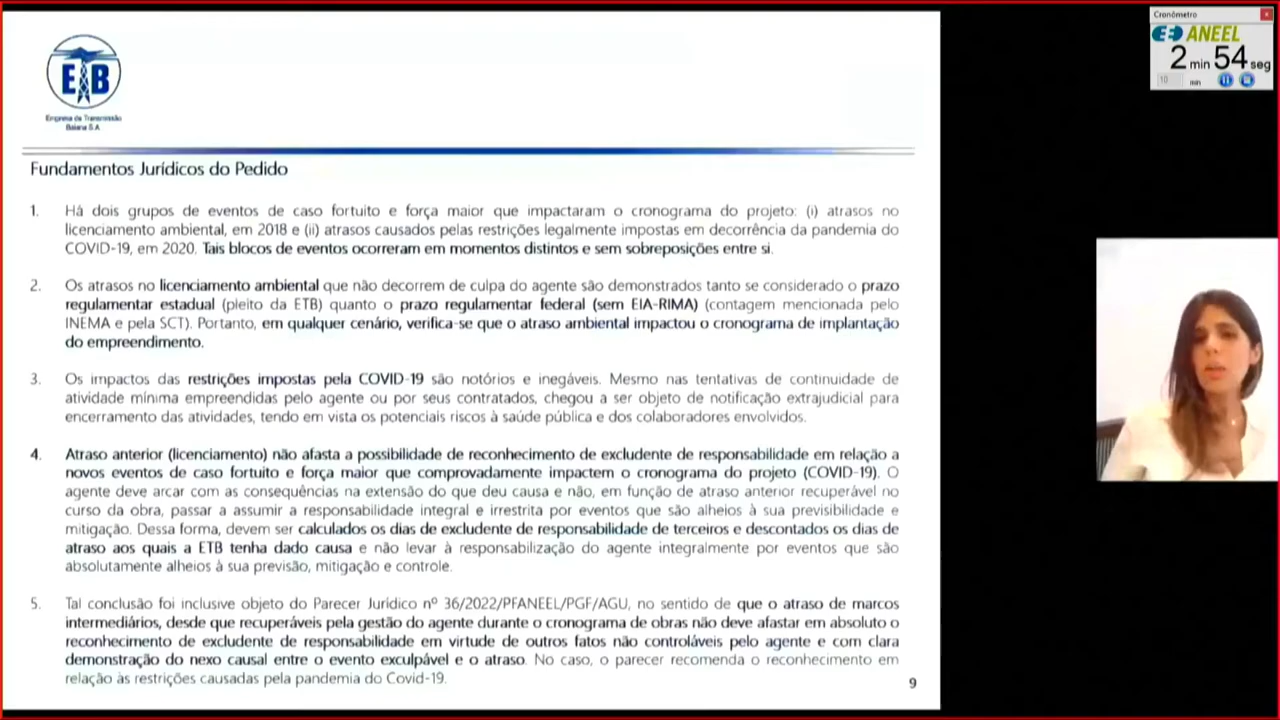 Cronômetro
ANEEL
2 min 54 seg
10 min
ETB
Empresa de Transmissão
Baiana S.A
Fundamentos Jurídicos do Pedido
1. Há dois grupos de eventos de caso fortuito e força maior que impactaram o cronograma do projeto: (i) atrasos no
licenciamento ambiental, em 2018 e (ii) atrasos causados pelas restrições legalmente impostas em decorrência da pandemia do
COVID-19, em 2020. Tais blocos de eventos ocorreram em momentos distintos e sem sobreposições entre si.
2. Os atrasos no licenciamento ambiental que não decorrem de culpa do agente são demonstrados tanto se considerado o prazo
regulamentar estadual (pleito da ETB) quanto o prazo regulamentar federal (sem EIA-RIMA) (contagem mencionada pelo
INEMA e pela SCT). Portanto, em qualquer cenário, verifica-se que o atraso ambiental impactou o cronograma de implantação
do empreendimento.
3. Os impactos das restrições impostas pela COVID-19 são notórios e inegáveis. Mesmo nas tentativas de continuidade de
atividade mínima empreendidas pelo agente ou por seus contratados, chegou a ser objeto de notificação extrajudicial para
encerramento das atividades, tendo em vista os potenciais riscos à saúde pública e dos colaboradores envolvidos.
4. Atraso anterior (licenciamento) não afasta a possibilidade de reconhecimento de excludente de responsabilidade em relação a
novos eventos de caso fortuito e força maior que comprovadamente impactem o cronograma do projeto (COVID-19). O
agente deve arcar com as consequências na extensão do que deu causa e não, em função de atraso anterior recuperável no
curso da obra, passar a assumir a responsabilidade integral e irrestrita por eventos que são alheios à sua previsibilidade e
mitigação. Dessa forma, devem ser calculados os dias de excludente de responsabilidade de terceiros e descontados os dias de
atraso aos quais a ETB tenha dado causa e não levar à responsabilização do agente integralmente por eventos que são
absolutamente alheios à sua previsão, mitigação e controle.
5. Tal conclusão foi inclusive objeto do Parecer Jurídico nº 36/2022/PFANEEL/PGF/AGU, no sentido de que o atraso de marcos
intermediários, desde que recuperáveis pela gestão do agente durante o cronograma de obras não deve afastar em absoluto o
reconhecimento de excludente de responsabilidade em virtude de outros fatos não controláveis pelo agente e com clara
demonstração do nexo causal entre o evento exculpável e o atraso. No caso, o parecer recomenda o reconhecimento em
relação às restrições causadas pela pandemia do Covid-19.
9